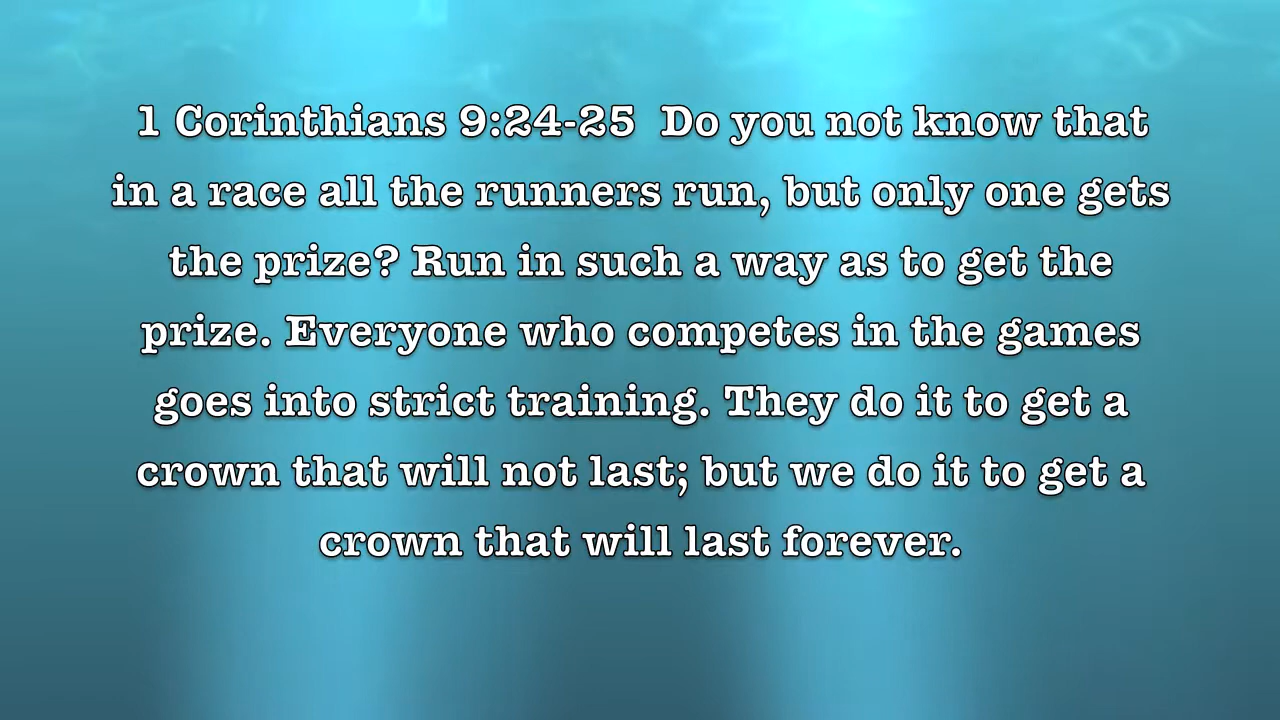 1 Corinthians 9:24-25  Do you not know that
in a race all the runners run, but only one gets
the prize? Run in such a way as to get the
prize. Everyone who competes in the games
goes into strict training. They do it to get a
crown that will not last; but we do it to get a
crown that will last forever.